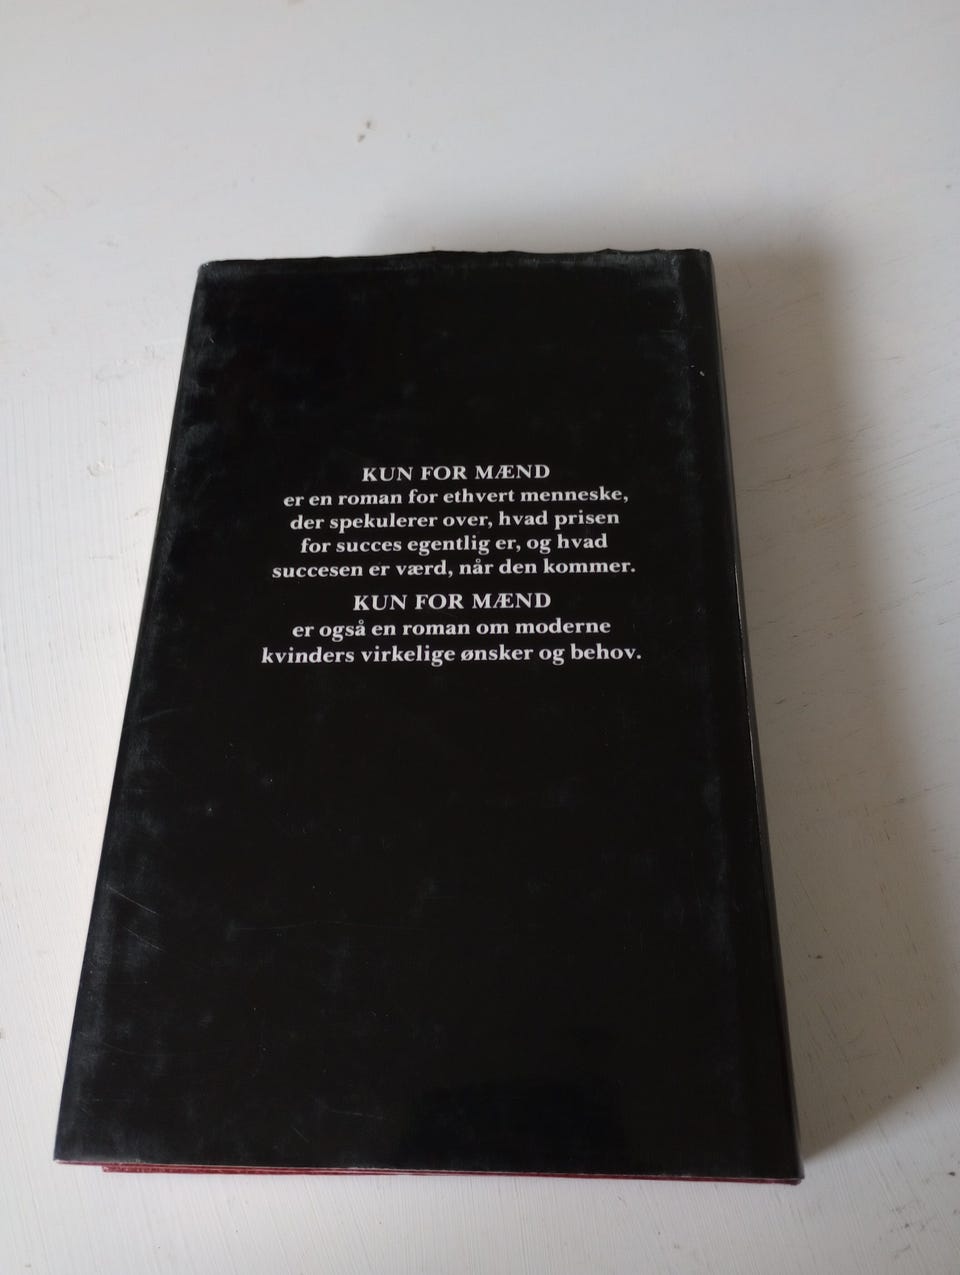 KUN FOR MÆND
er en roman for ethvert menneske,
der spekulerer over, hvad prisen
for succes egentlig er, og hvad
succesen er værd, når den kommer.
KUN FOR MÆND
er også en roman om moderne
kvinders virkelige ønsker og behov.